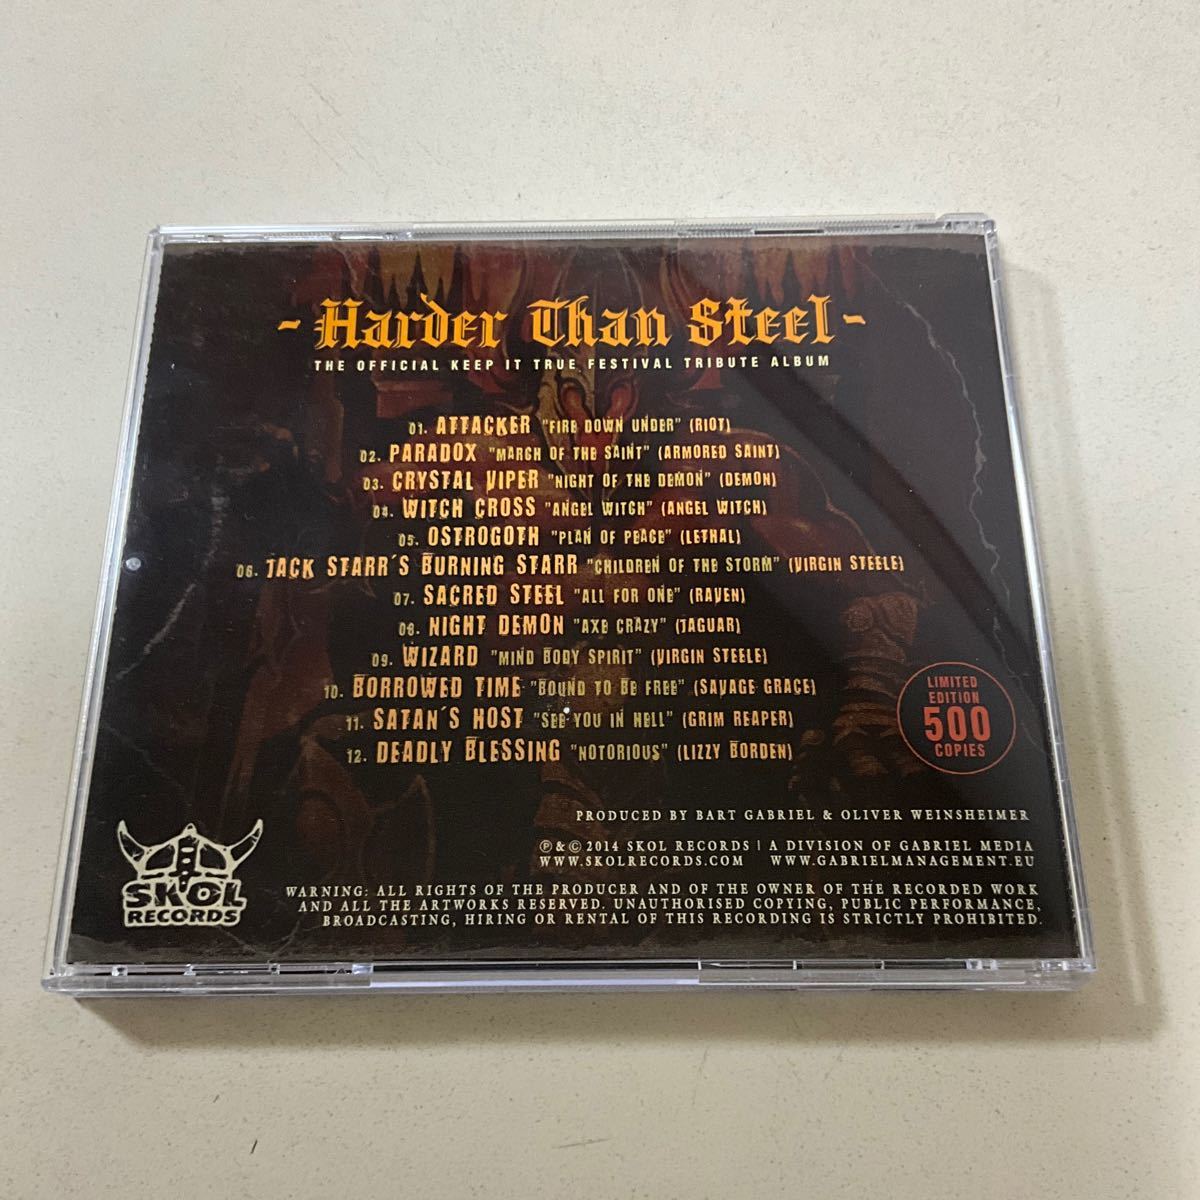 - Harder Than Steel -
THE OFFICIAL KEEP IT TRUE FESTIVAL TRIBUTE ALBUM
01. ATTACKER "FIRE DOWN UNDER" (RIOT)
02. PARADOX "MARCH OF THE SAINT" (ARMORED SAINT)
03. CRYSTAL VIPER "NIGHT OF THE DEMON" (DEMON)
04. WITCH CROSS "ANGEL WITCH" (ANGEL WITCH)
05. OSTROGOTH "PLAN OF PEACE" (LETHAL)
06. JACK STARR´S BURNING STARR "CHILDREN OF THE STORM" (VIRGIN STEELE)
07. SACRED STEEL "ALL FOR ONE" (RAVEN)
08. NIGHT DEMON "AXE CRAZY" (JAGUAR)
09. WIZARD "MIND BODY SPIRIT" (VIRGIN STEELE)
10. BORROWED TIME "BOUND TO BE FREE" (SAVAGE GRACE)
11. SATAN´S HOST "SEE YOU IN HELL" (GRIM REAPER)
12. DEADLY BLESSING "NOTORIOUS" (LIZZY BORDEN)
LIMITED
EDITION
500
COPIES
PRODUCED BY BART GABRIEL & OLIVER WEINSHEIMER
℗ & © 2014 SKOL RECORDS | A DIVISION OF GABRIEL MEDIA
WWW.SKOLRECORDS.COM WWW.GABRIELMANAGEMENT.EU
WARNING: ALL RIGHTS OF THE PRODUCER AND OF THE OWNER OF THE RECORDED WORK
AND ALL THE ARTWORKS RESERVED. UNAUTHORISED COPYING, PUBLIC PERFORMANCE,
BROADCASTING, HIRING OR RENTAL OF THIS RECORDING IS STRICTLY PROHIBITED.
SKOL
RECORDS